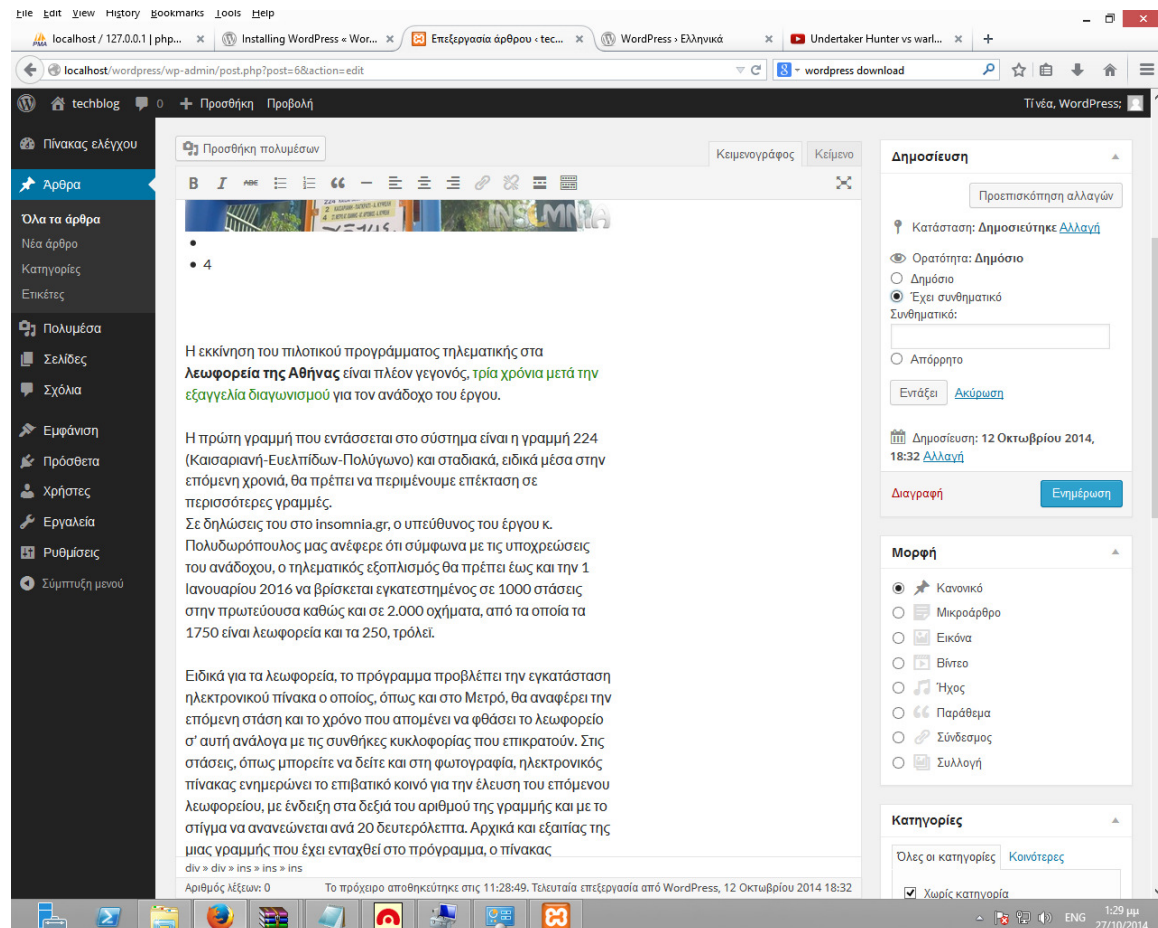 File Edit View History Bookmarks Tools Help
localhost / 127.0.0.1 | php... Installing WordPress « Wor... Επεξεργασία άρθρου ‹ tec... WordPress › Ελληνικά Undertaker Hunter vs warl...
localhost/wordpress/wp-admin/post.php?post=6&action=edit wordpress download
techblog 0 Προσθήκη Προβολή Τί νέα, WordPress;
Πίνακας ελέγχου
Άρθρα
Όλα τα άρθρα
Νέα άρθρο
Κατηγορίες
Ετικέτες
Πολυμέσα
Σελίδες
Σχόλια
Εμφάνιση
Πρόσθετα
Χρήστες
Εργαλεία
Ρυθμίσεις
Σύμπτυξη μενού
Προσθήκη πολυμέσων
Κειμενογράφος Κείμενο
B I ABC
INSOMNIA
• 4
Η εκκίνηση του πιλοτικού προγράμματος τηλεματικής στα
λεωφορεία της Αθήνας είναι πλέον γεγονός, τρία χρόνια μετά την
εξαγγελία διαγωνισμού για τον ανάδοχο του έργου.
Η πρώτη γραμμή που εντάσσεται στο σύστημα είναι η γραμμή 224
(Καισαριανή-Ευελπίδων-Πολύγωνο) και σταδιακά, ειδικά μέσα στην
επόμενη χρονιά, θα πρέπει να περιμένουμε επέκταση σε
περισσότερες γραμμές.
Σε δηλώσεις του στο insomnia.gr, ο υπεύθυνος του έργου κ.
Πολυδωρόπουλος μας ανέφερε ότι σύμφωνα με τις υποχρεώσεις
του ανάδοχου, ο τηλεματικός εξοπλισμός θα πρέπει έως και την 1
Ιανουαρίου 2016 να βρίσκεται εγκατεστημένος σε 1000 στάσεις
στην πρωτεύουσα καθώς και σε 2.000 οχήματα, από τα οποία τα
1750 είναι λεωφορεία και τα 250, τρόλεϊ.
Ειδικά για τα λεωφορεία, το πρόγραμμα προβλέπει την εγκατάσταση
ηλεκτρονικού πίνακα ο οποίος, όπως και στο Μετρό, θα αναφέρει την
επόμενη στάση και το χρόνο που απομένει να φθάσει το λεωφορείο
σ' αυτή ανάλογα με τις συνθήκες κυκλοφορίας που επικρατούν. Στις
στάσεις, όπως μπορείτε να δείτε και στη φωτογραφία, ηλεκτρονικός
πίνακας ενημερώνει το επιβατικό κοινό για την έλευση του επόμενου
λεωφορείου, με ένδειξη στα δεξιά του αριθμού της γραμμής και με το
στίγμα να ανανεώνεται ανά 20 δευτερόλεπτα. Αρχικά και εξαιτίας της
μιας γραμμής που έχει ενταχθεί στο πρόγραμμα, ο πίνακας
div » div » ins » ins » ins
Αριθμός λέξεων: 0 Το πρόχειρο αποθηκεύτηκε στις 11:28:49. Τελευταία επεξεργασία από WordPress, 12 Οκτωβρίου 2014 18:32
Δημοσίευση
Προεπισκόπηση αλλαγών
Κατάσταση: Δημοσιεύτηκε Αλλαγή
Ορατότητα: Δημόσιο
Δημόσιο
Έχει συνθηματικό
Συνθηματικό:
Απόρρητο
Εντάξει Ακύρωση
Δημοσίευση: 12 Οκτωβρίου 2014,
18:32 Αλλαγή
Διαγραφή Ενημέρωση
Μορφή
Κανονικό
Μικροάρθρο
Εικόνα
Βίντεο
Ήχος
Παράθεμα
Σύνδεσμος
Συλλογή
Κατηγορίες
Όλες οι κατηγορίες Κοινότερες
Χωρίς κατηγορία
ENG 1:29 μμ
27/10/2014